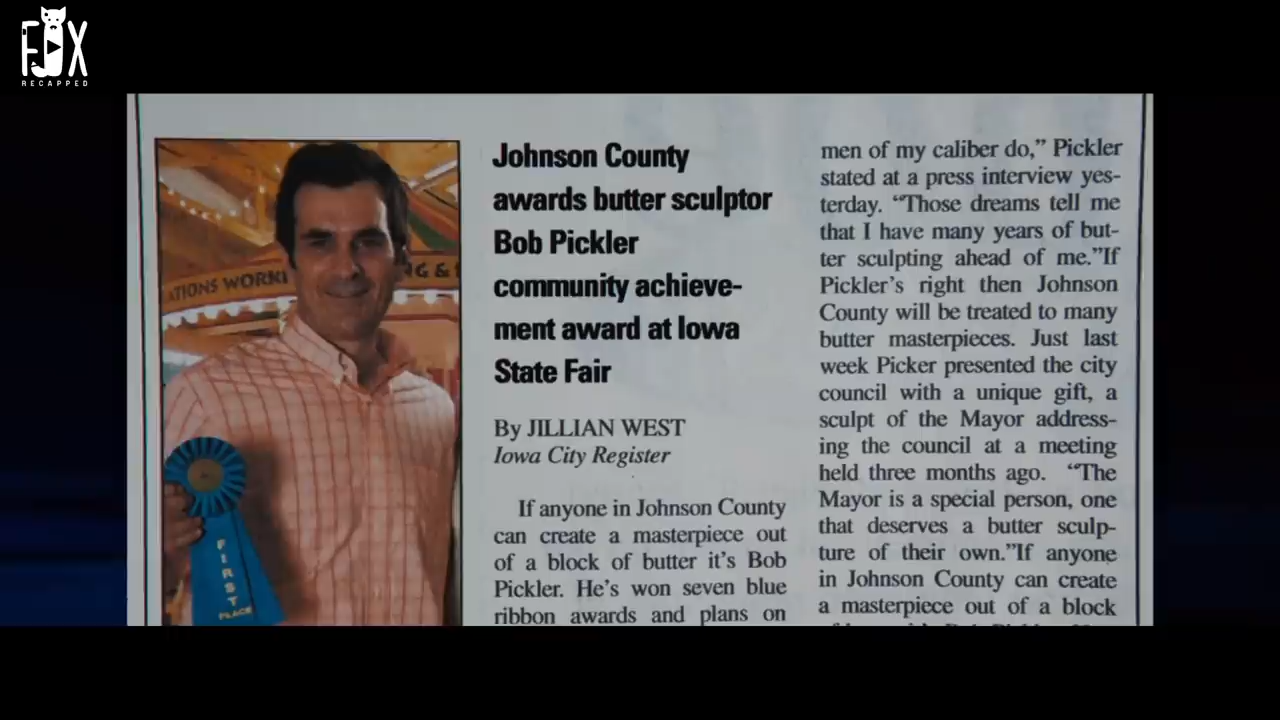 FOX
RECAPPED
ATIONS WORKI
NG & S
FIRST
PLACE
Johnson County
awards butter sculptor
Bob Pickler
community achieve-
ment award at Iowa
State Fair
By JILLIAN WEST
Iowa City Register
If anyone in Johnson County
can create a masterpiece out
of a block of butter it's Bob
Pickler. He's won seven blue
ribbon awards and plans on
men of my caliber do,” Pickler
stated at a press interview yes-
terday. “Those dreams tell me
that I have many years of but-
ter sculpting ahead of me.”If
Pickler's right then Johnson
County will be treated to many
butter masterpieces. Just last
week Picker presented the city
council with a unique gift, a
sculpt of the Mayor address-
ing the council at a meeting
held three months ago. “The
Mayor is a special person, one
that deserves a butter sculp-
ture of their own.”If anyone
in Johnson County can create
a masterpiece out of a block